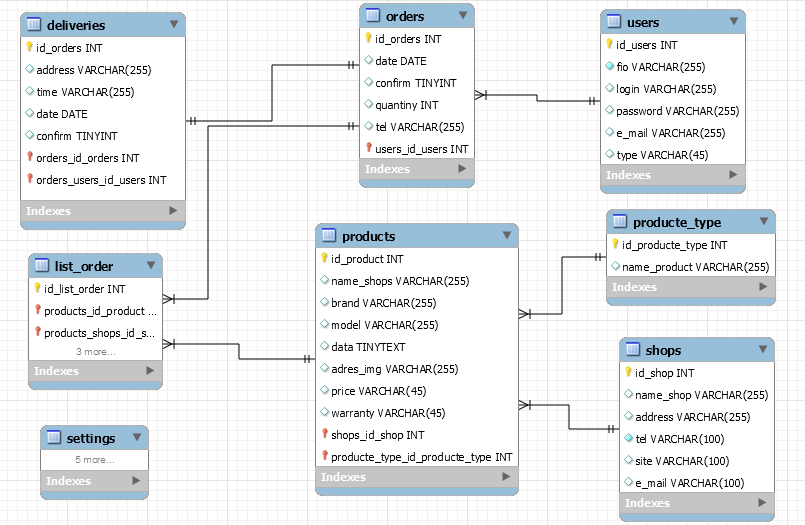 deliveries
id_orders INT
address VARCHAR(255)
time VARCHAR(255)
date DATE
confirm TINYINT
orders_id_orders INT
orders_users_id_users INT
Indexes
orders
id_orders INT
date DATE
confirm TINYINT
quantiny INT
tel VARCHAR(255)
users_id_users INT
Indexes
users
id_users INT
fio VARCHAR(255)
login VARCHAR(255)
password VARCHAR(255)
e_mail VARCHAR(255)
type VARCHAR(45)
Indexes
list_order
id_list_order INT
products_id_product ...
products_shops_id_s...
3 more...
Indexes
products
id_product INT
name_shops VARCHAR(255)
brand VARCHAR(255)
model VARCHAR(255)
data TINYTEXT
adres_img VARCHAR(255)
price VARCHAR(45)
warranty VARCHAR(45)
shops_id_shop INT
producte_type_id_producte_type INT
Indexes
producte_type
id_producte_type INT
name_product VARCHAR(255)
Indexes
shops
id_shop INT
name_shop VARCHAR(255)
address VARCHAR(255)
tel VARCHAR(100)
site VARCHAR(100)
e_mail VARCHAR(100)
Indexes
settings
5 more...
Indexes